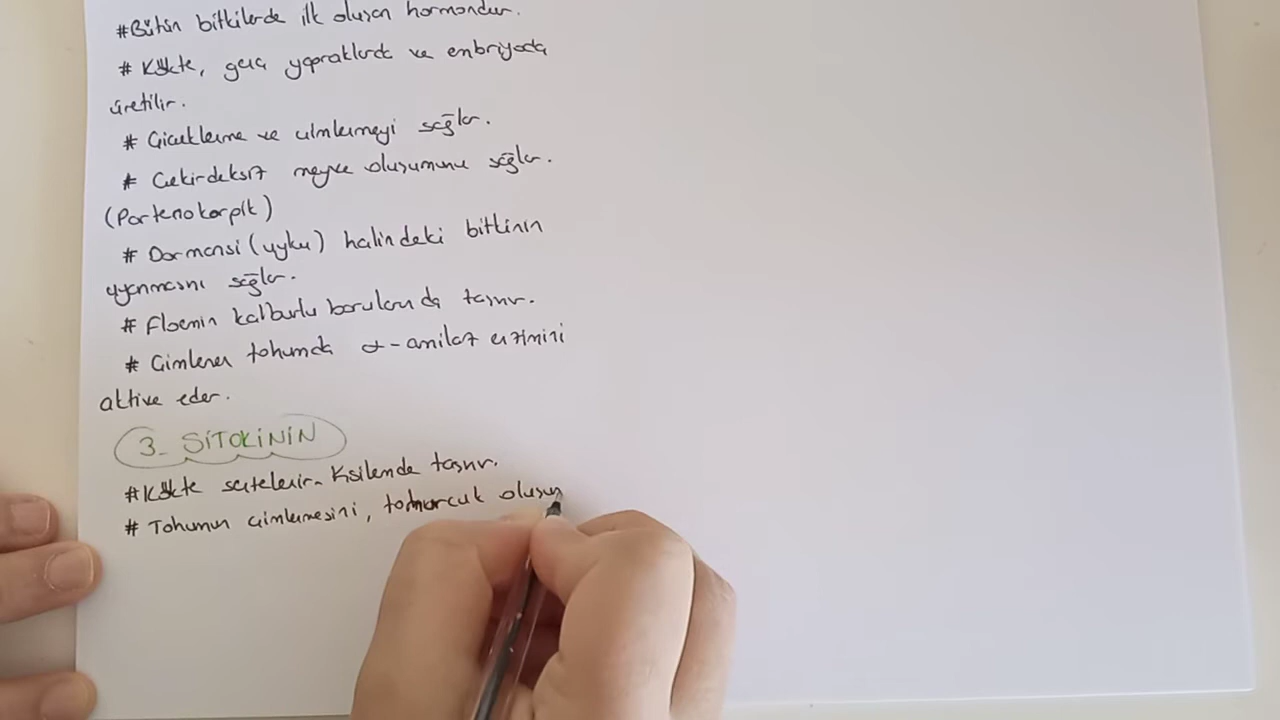 #Bütün bitkilerde ilk oluşan hormondur.
# Kökte, genç yapraklarda ve enbriyoda
üretilir.
# Çiçeklenme ve çimlenmeyi sağlar.
# Çekirdeksiz meyve oluşumunu sağlar.
(Partenokarpik)
# Dormansi (uyku) halindeki bitkinin
uyanmasını sağlar.
# Floemin kalburlu borularında taşınır.
# Çimlenen tohumda α-amilaz enzimini
aktive eder.
3- SİTOKİNİN
#Kökte sentezlenir. Ksilemde taşınır.
# Tohumun çimlenmesini, tomurcuk oluşum